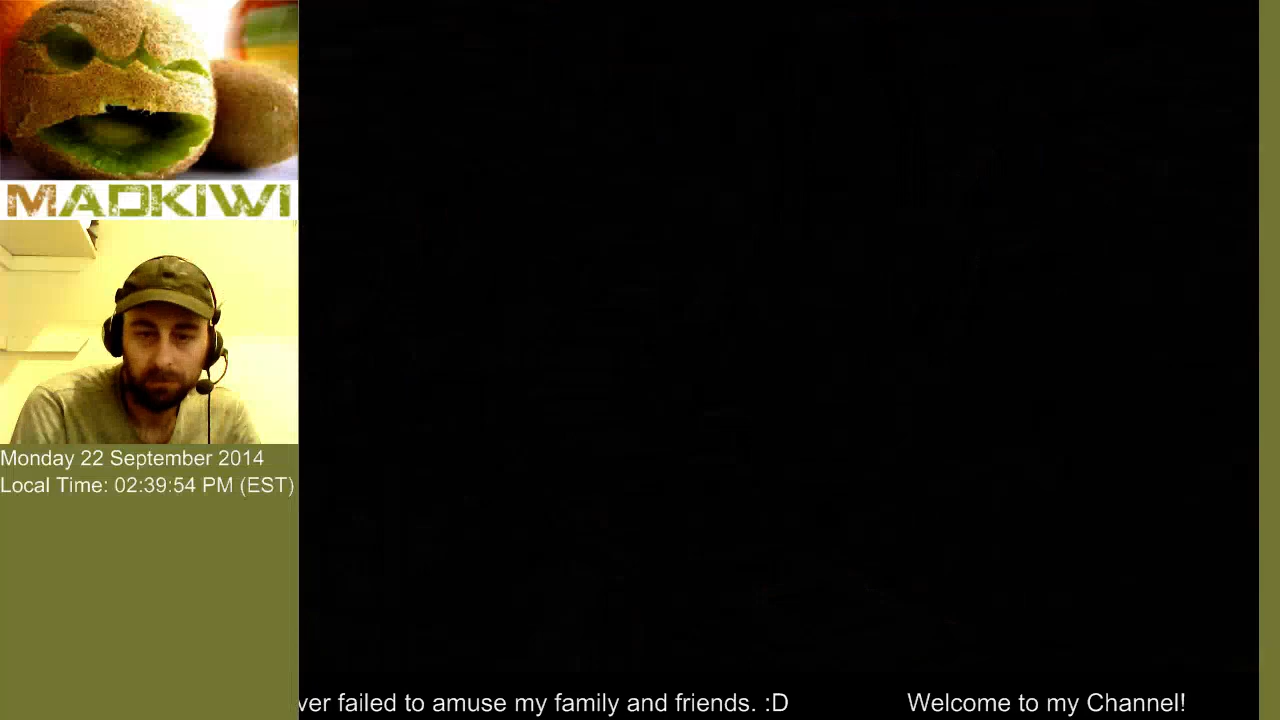 MADKIWI
Monday 22 September 2014
Local Time: 02:39:54 PM (EST)
ver failed to amuse my family and friends. :D Welcome to my Channel!